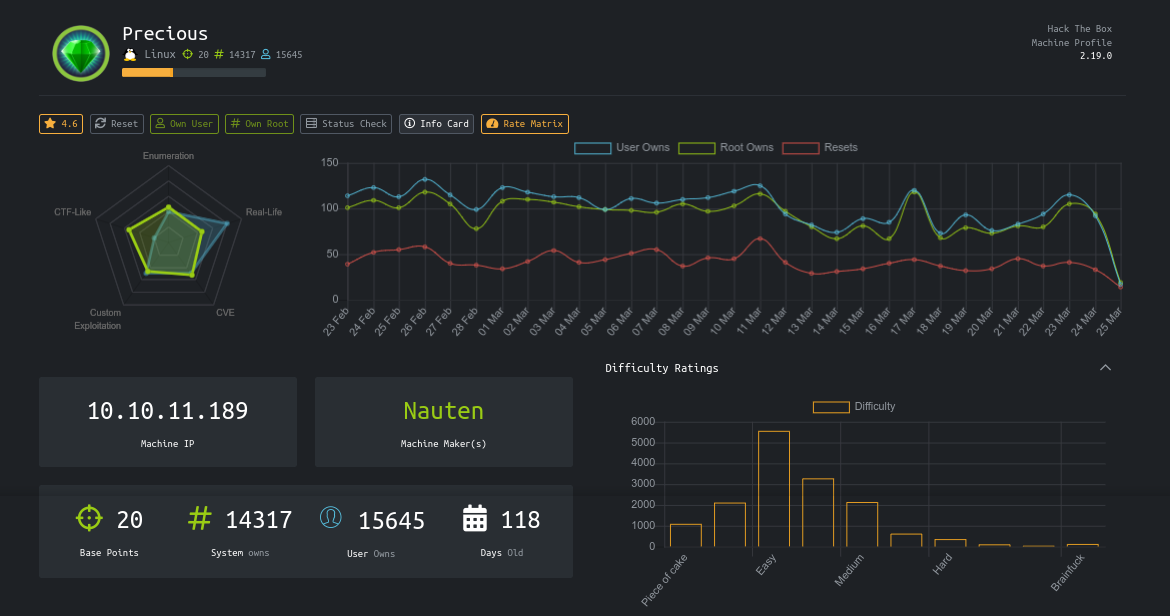 Precious
Linux 20 14317 15645
Hack The Box
Machine Profile
2.19.0
4.6 Reset Own User Own Root Status Check Info Card Rate Matrix
Enumeration
CTF-Like
Real-Life
Custom
Exploitation
CVE
User Owns Root Owns Resets
150
100
50
0
23 Feb 24 Feb 25 Feb 26 Feb 27 Feb 28 Feb 01 Mar 02 Mar 03 Mar 04 Mar 05 Mar 06 Mar 07 Mar 08 Mar 09 Mar 10 Mar 11 Mar 12 Mar 13 Mar 14 Mar 15 Mar 16 Mar 17 Mar 18 Mar 19 Mar 20 Mar 21 Mar 22 Mar 23 Mar 24 Mar 25 Mar
10.10.11.189
Machine IP
Nauten
Machine Maker(s)
20 14317 15645 118
Base Points System owns User Owns Days Old
Difficulty Ratings
Difficulty
6000
5000
4000
3000
2000
1000
0
Piece of cake Easy Medium Hard Brainfuck